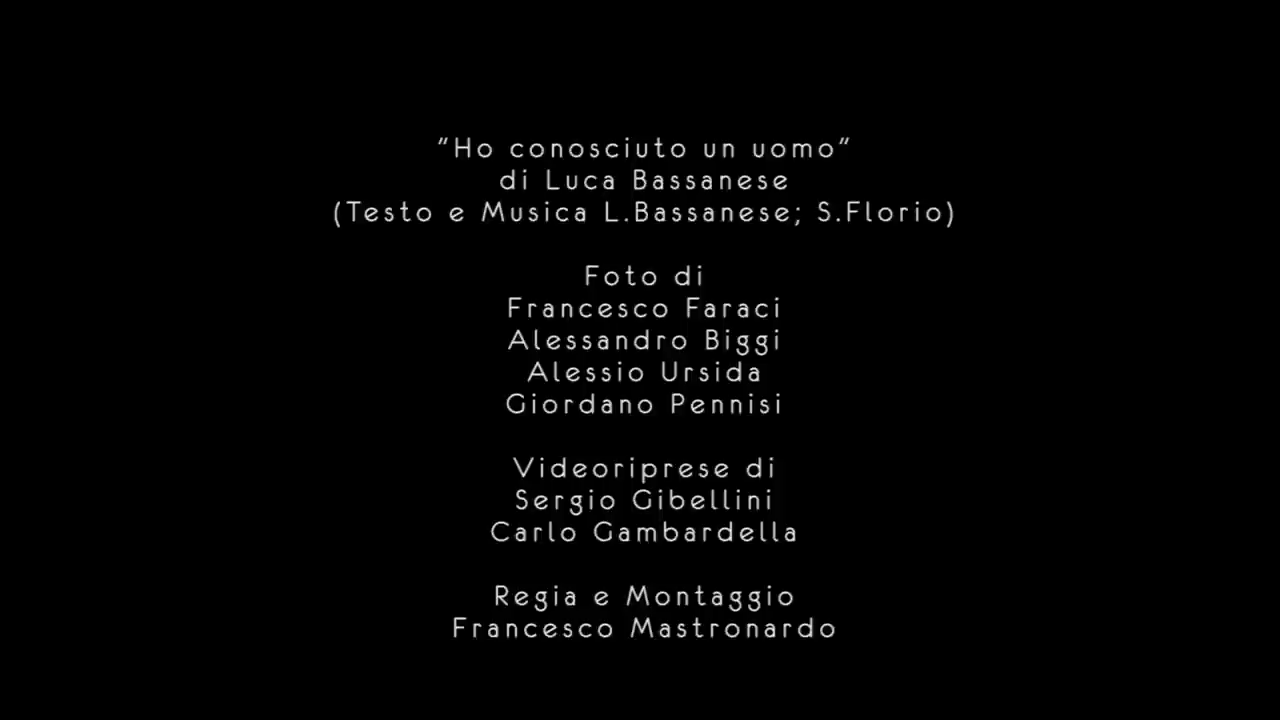 "Ho conosciuto un uomo"
di Luca Bassanese
(Testo e Musica L.Bassanese; S.Florio)
Foto di
Francesco Faraci
Alessandro Biggi
Alessio Ursida
Giordano Pennisi
Videoriprese di
Sergio Gibellini
Carlo Gambardella
Regia e Montaggio
Francesco Mastronardo